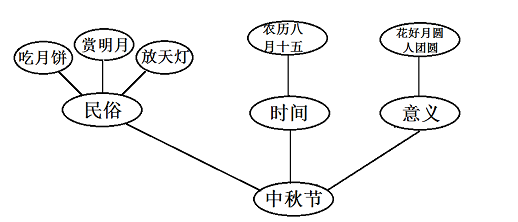 吃月饼
赏明月
放天灯
农历八
月十五
花好月圆
人团圆
民俗
时间
意义
中秋节